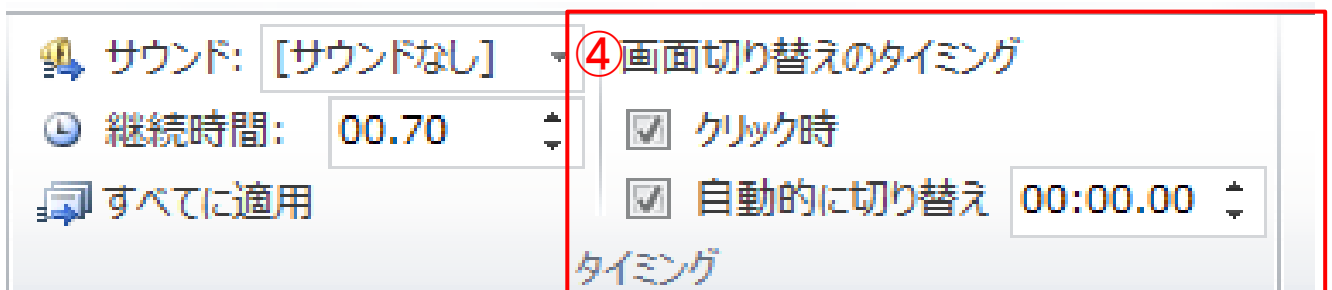 サウンド: [サウンドなし]
継続時間: 00.70
すべてに適用
④画面切り替えのタイミング
クリック時
自動的に切り替え 00:00.00
タイミング